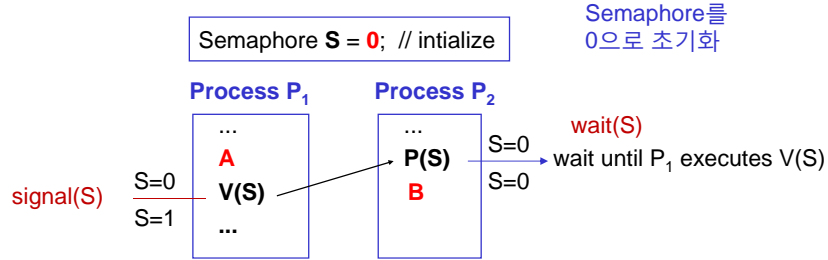 Semaphore를
0으로 초기화
Semaphore S = 0;  // intialize
Process P₁
Process P₂
...
A
V(S)
...
...
P(S)
B
signal(S)
S=0
S=1
S=0
S=0
wait(S)
wait until P₁ executes V(S)